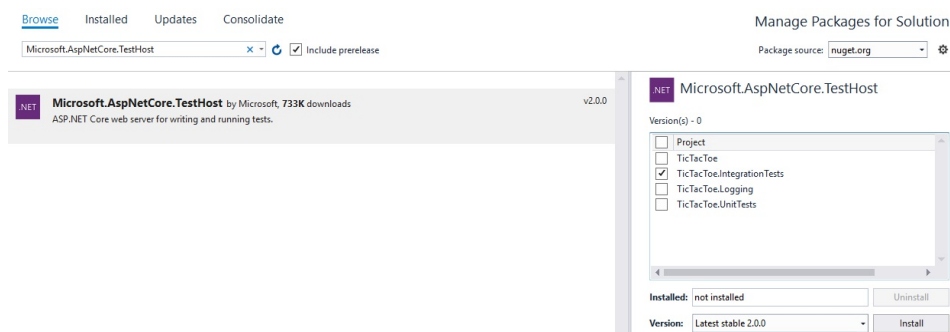 Browse Installed Updates Consolidate
Manage Packages for Solution
Microsoft.AspNetCore.TestHost
Include prerelease
Package source: nuget.org
.NET
Microsoft.AspNetCore.TestHost by Microsoft, 733K downloads
v2.0.0
ASP.NET Core web server for writing and running tests.
.NET
Microsoft.AspNetCore.TestHost
Version(s) - 0
Project
TicTacToe
TicTacToe.IntegrationTests
TicTacToe.Logging
TicTacToe.UnitTests
Installed: not installed Uninstall
Version: Latest stable 2.0.0 Install